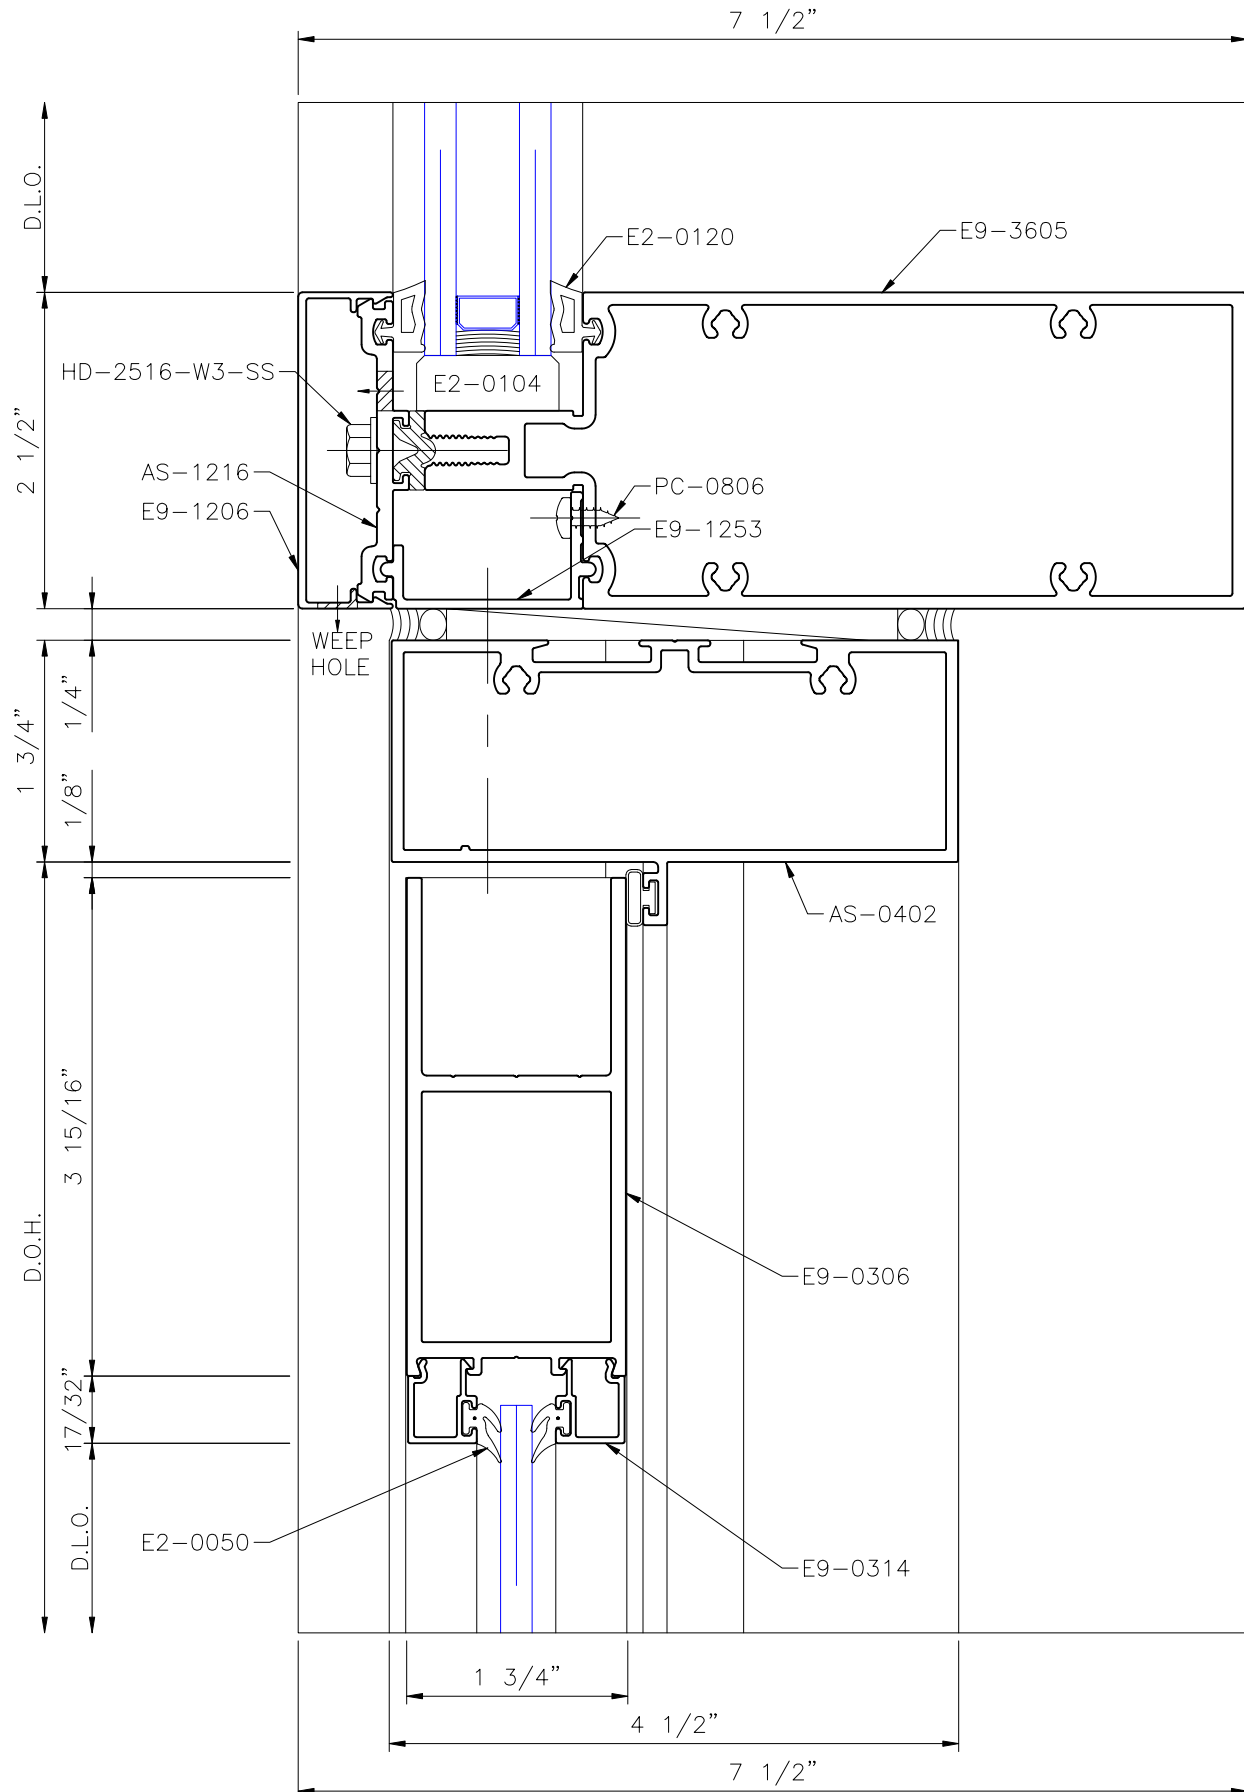 7 1/2”
D.L.O.
E2-0120
E9-3605
HD-2516-W3-SS
E2-0104
2 1/2”
AS-1216
E9-1206
PC-0806
E9-1253
WEEP
HOLE
1/4”
1 3/4”
1/8”
AS-0402
3 15/16”
D.O.H.
E9-0306
17/32”
D.L.O.
E2-0050
E9-0314
1 3/4”
4 1/2”
7 1/2”